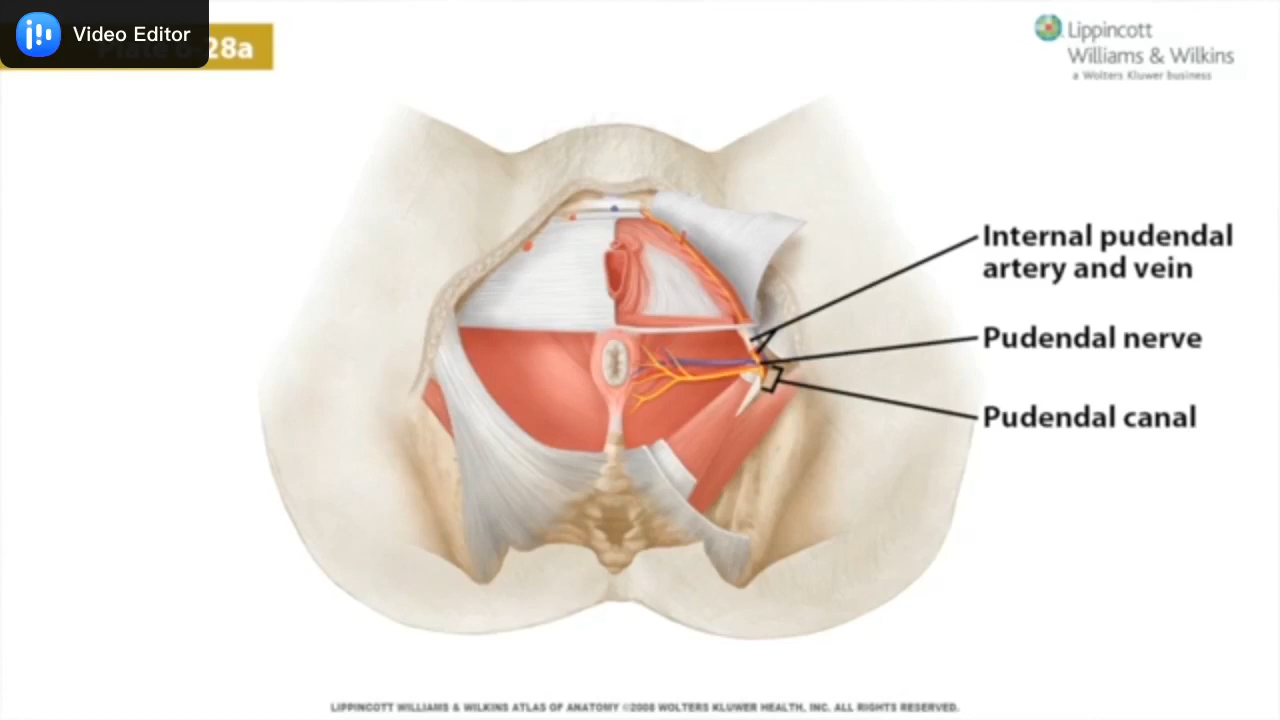 Video Editor
28a
Lippincott
Williams & Wilkins
a Wolters Kluwer business
Internal pudendal
artery and vein
Pudendal nerve
Pudendal canal
LIPPINCOTT WILLIAMS & WILKINS ATLAS OF ANATOMY ©2008 WOLTERS KLUWER HEALTH, INC. ALL RIGHTS RESERVED.